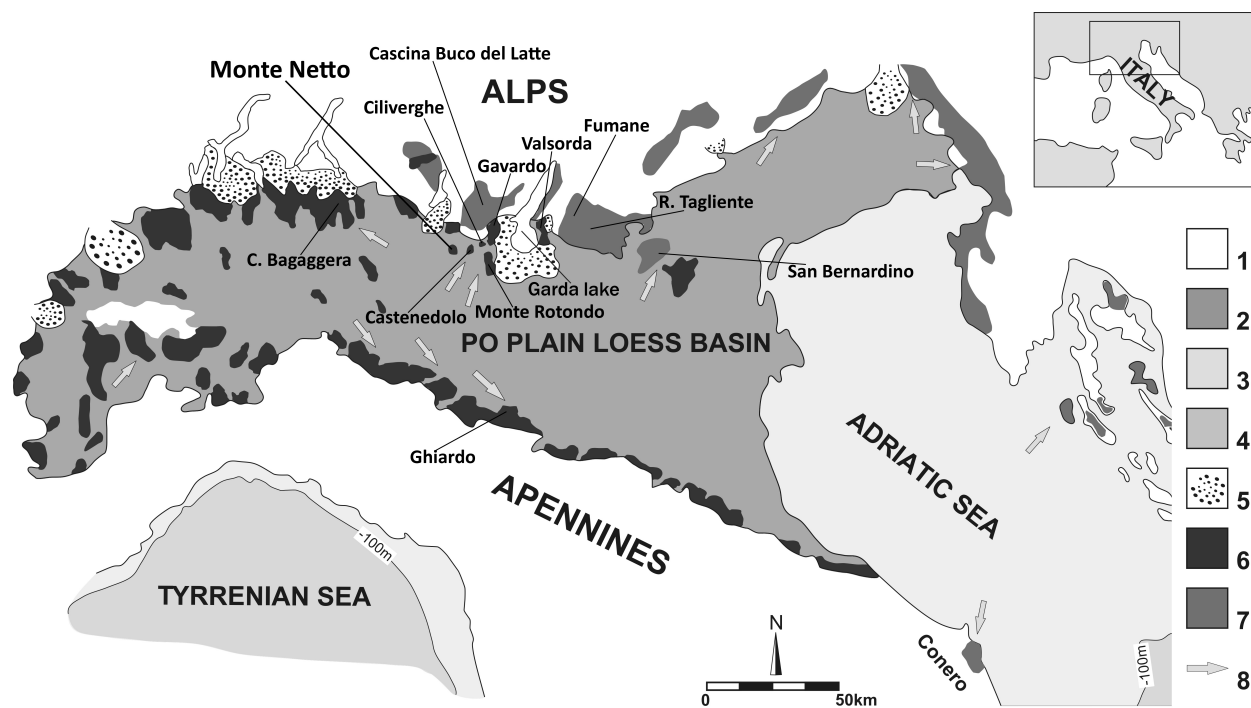 Cascina Buco del Latte
Monte Netto
ALPS
Ciliverghe
Fumane
Valsorda
Gavardo
ITALY
R. Tagliente
C. Bagaggera
San Bernardino
Garda lake
Castenedolo
Monte Rotondo
PO PLAIN LOESS BASIN
Ghiardo
ADRIATIC SEA
APENNINES
-100m
TYRRENIAN SEA
N
Conero
-100m
0
50km
1
2
3
4
5
6
7
8